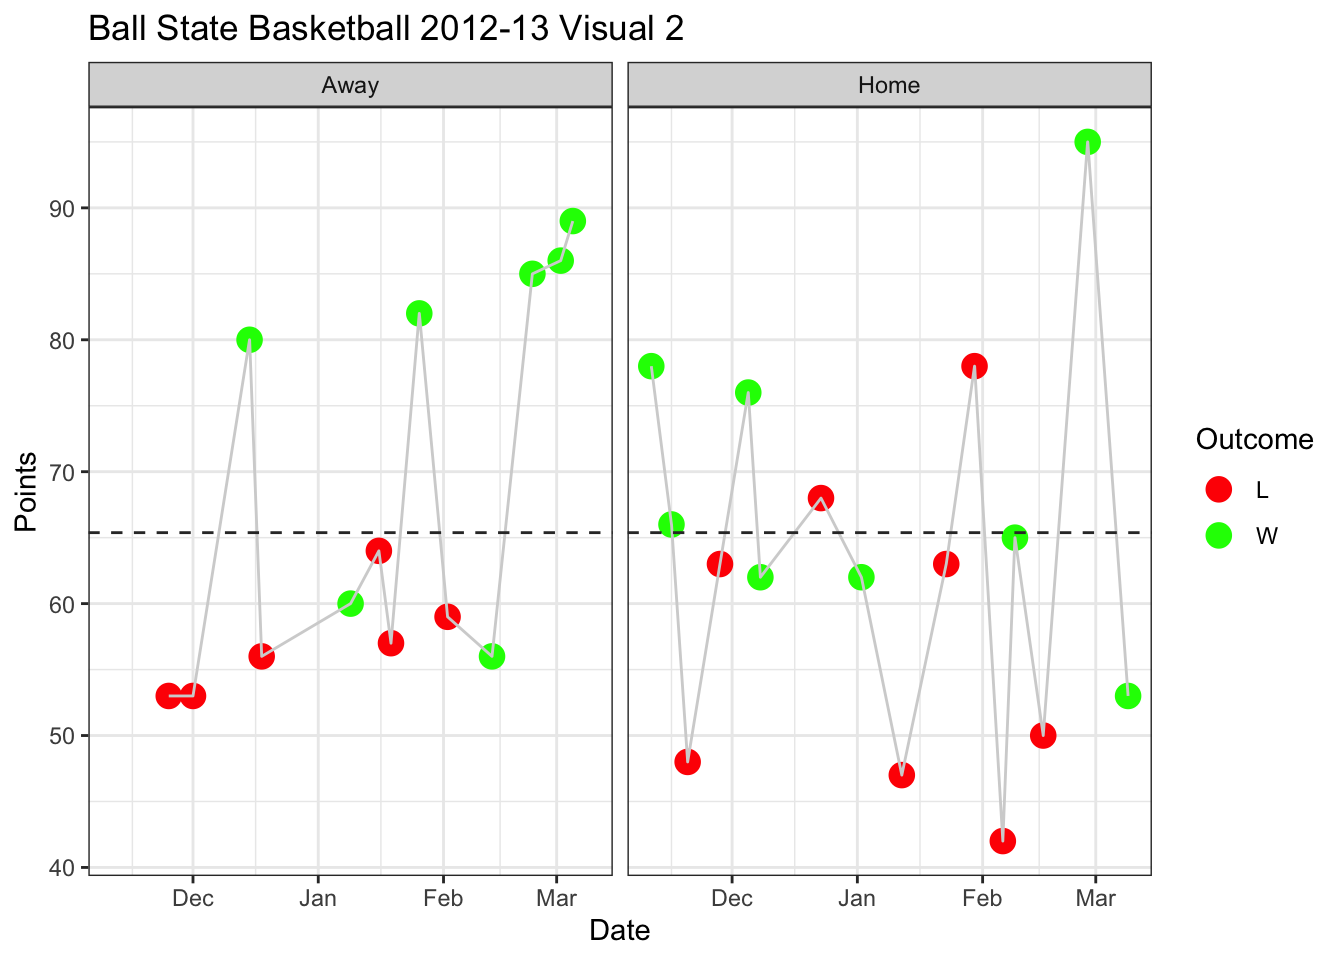 Ball State Basketball 2012-13 Visual 2
Away
Home
90
80
70
60
50
40
Points
Dec Jan Feb Mar
Dec Jan Feb Mar
Date
Outcome
L
W